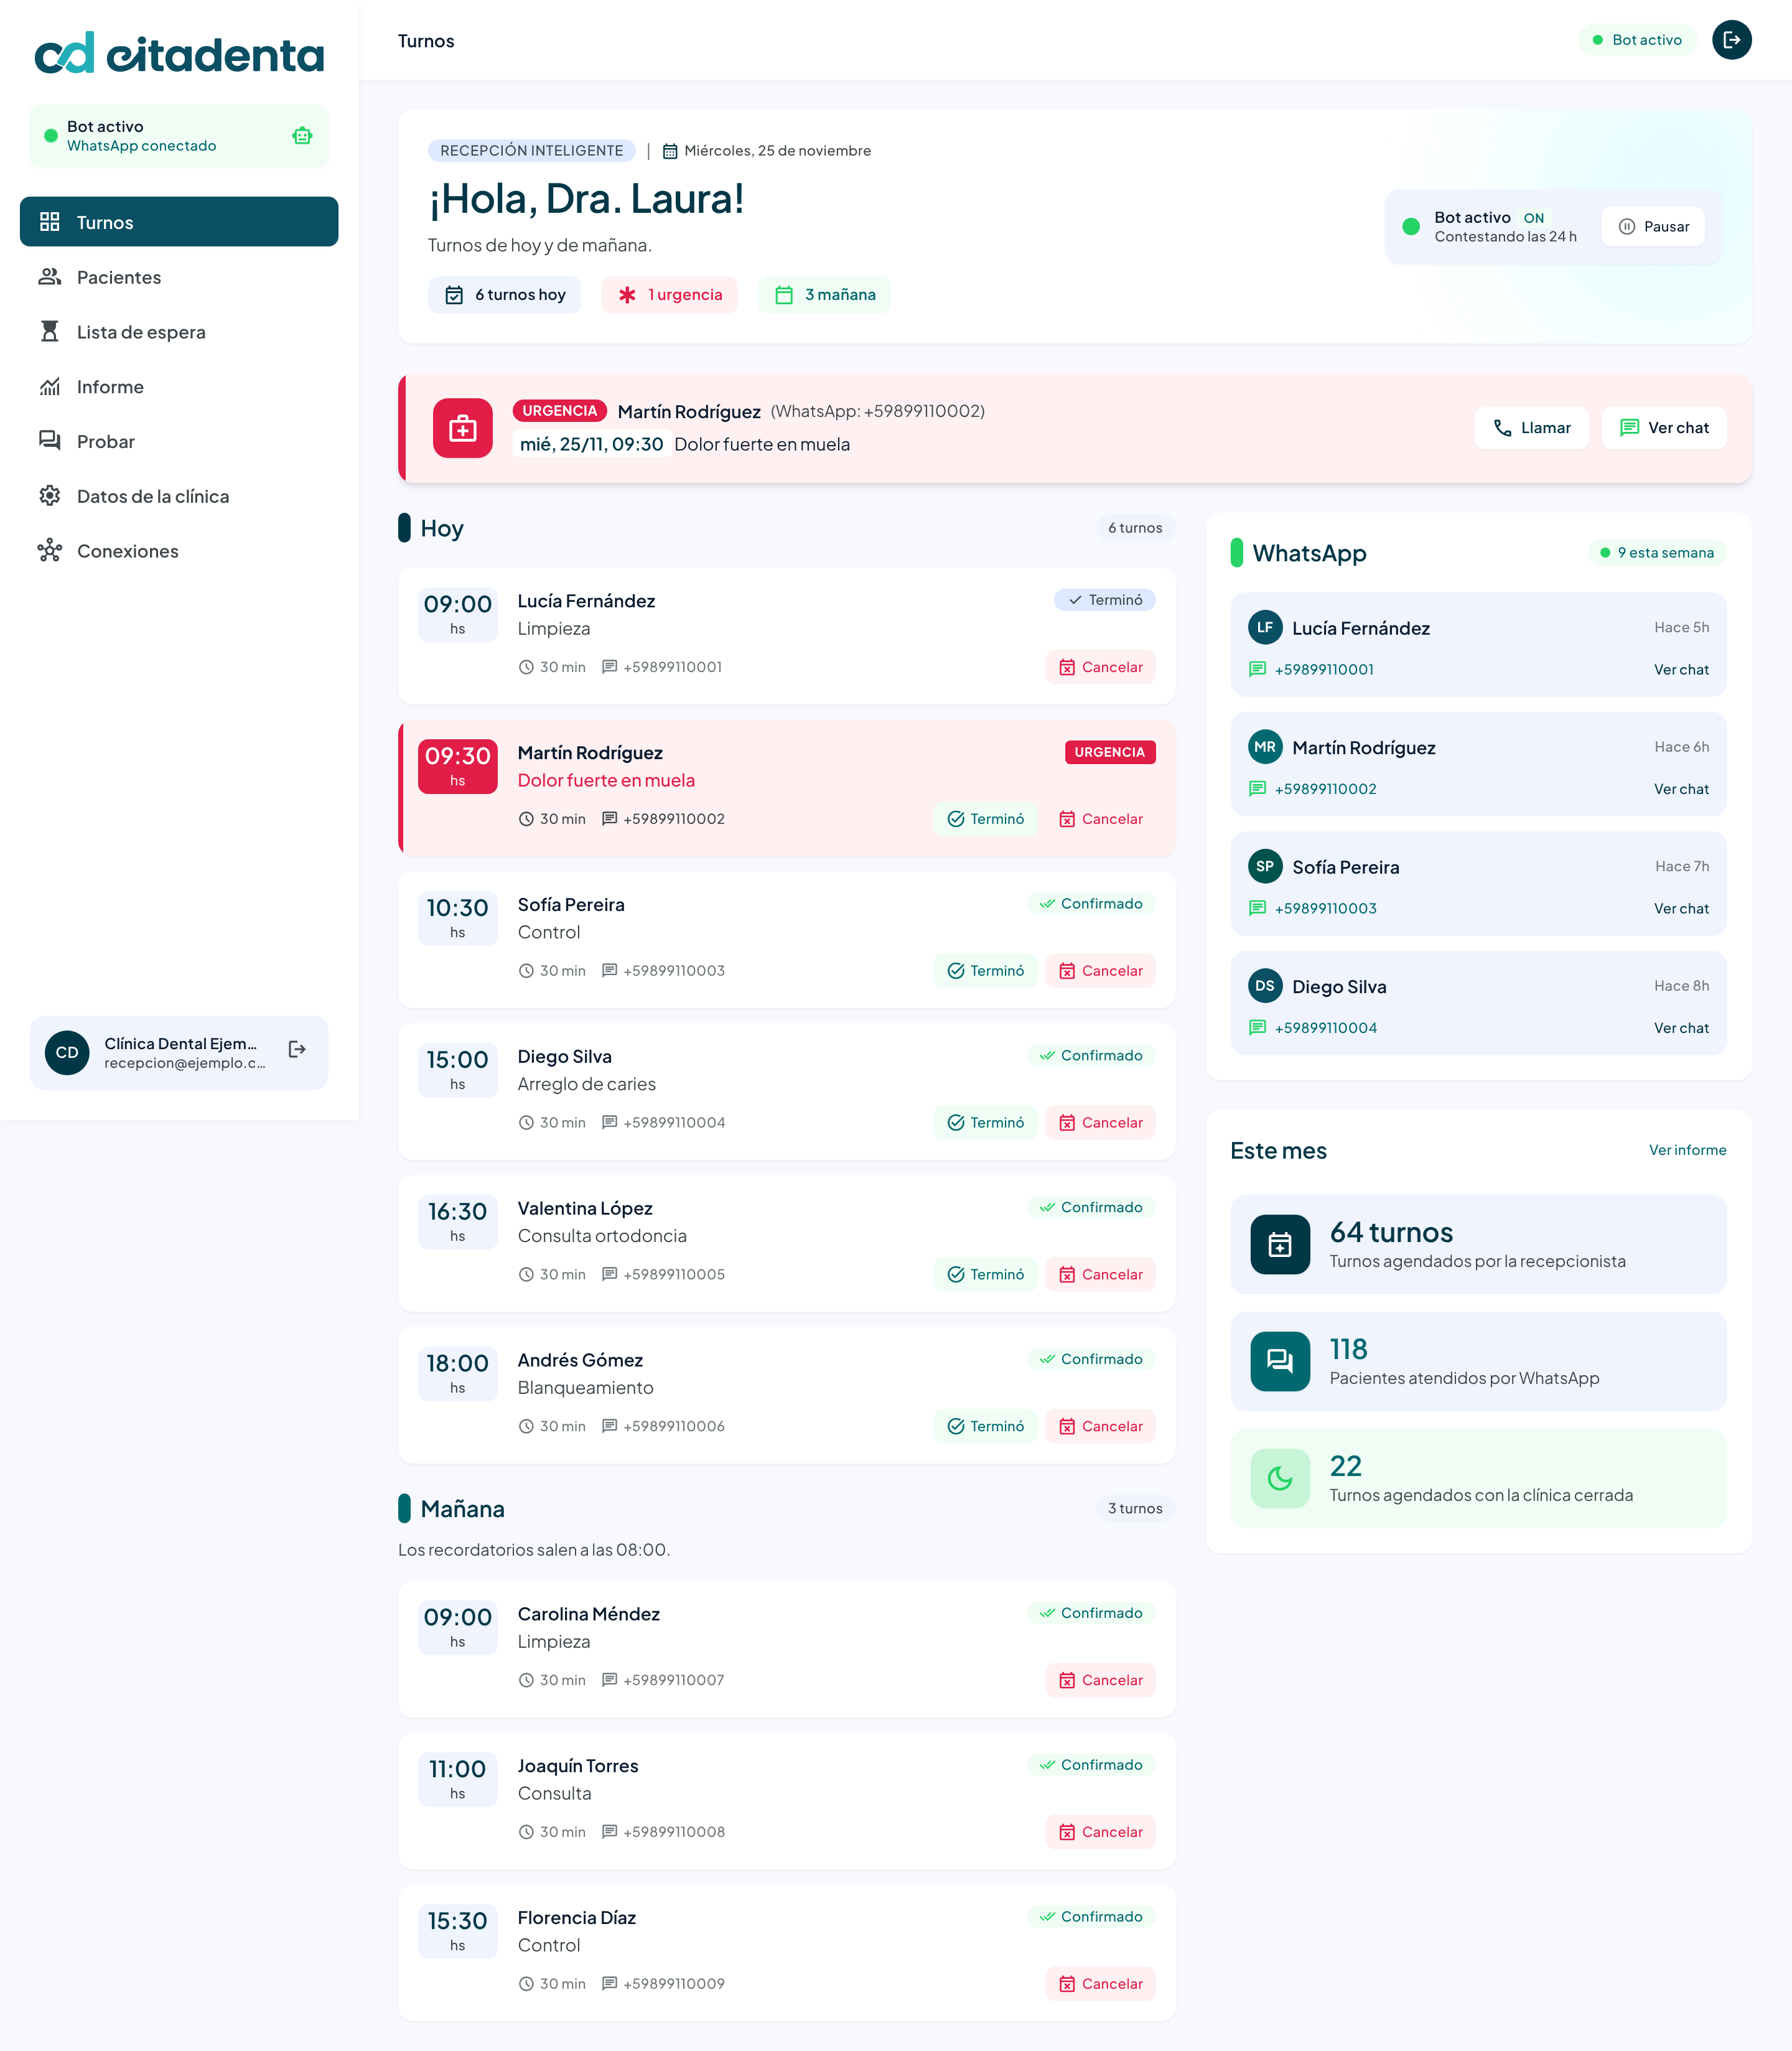 cd citadenta
Bot activo
WhatsApp conectado
Turnos
Pacientes
Lista de espera
Informe
Probar
Datos de la clínica
Conexiones
CD
Clínica Dental Ejem...
recepcion@ejemplo.c...
Turnos
Bot activo
RECEPCIÓN INTELIGENTE | Miércoles, 25 de noviembre
¡Hola, Dra. Laura!
Turnos de hoy y de mañana.
6 turnos hoy
1 urgencia
3 mañana
Bot activo ON
Contestando las 24 h
Pausar
URGENCIA Martín Rodríguez (WhatsApp: +59899110002)
mié, 25/11, 09:30 Dolor fuerte en muela
Llamar
Ver chat
Hoy
6 turnos
09:00 hs
Lucía Fernández
Terminó
Limpieza
30 min +59899110001
Cancelar
09:30 hs
Martín Rodríguez
URGENCIA
Dolor fuerte en muela
30 min +59899110002
Terminó
Cancelar
10:30 hs
Sofía Pereira
Confirmado
Control
30 min +59899110003
Terminó
Cancelar
15:00 hs
Diego Silva
Confirmado
Arreglo de caries
30 min +59899110004
Terminó
Cancelar
16:30 hs
Valentina López
Confirmado
Consulta ortodoncia
30 min +59899110005
Terminó
Cancelar
18:00 hs
Andrés Gómez
Confirmado
Blanqueamiento
30 min +59899110006
Terminó
Cancelar
Mañana
3 turnos
Los recordatorios salen a las 08:00.
09:00 hs
Carolina Méndez
Confirmado
Limpieza
30 min +59899110007
Cancelar
11:00 hs
Joaquín Torres
Confirmado
Consulta
30 min +59899110008
Cancelar
15:30 hs
Florencia Díaz
Confirmado
Control
30 min +59899110009
Cancelar
WhatsApp
9 esta semana
LF Lucía Fernández
Hace 5h
+59899110001
Ver chat
MR Martín Rodríguez
Hace 6h
+59899110002
Ver chat
SP Sofía Pereira
Hace 7h
+59899110003
Ver chat
DS Diego Silva
Hace 8h
+59899110004
Ver chat
Este mes
Ver informe
64 turnos
Turnos agendados por la recepcionista
118
Pacientes atendidos por WhatsApp
22
Turnos agendados con la clínica cerrada